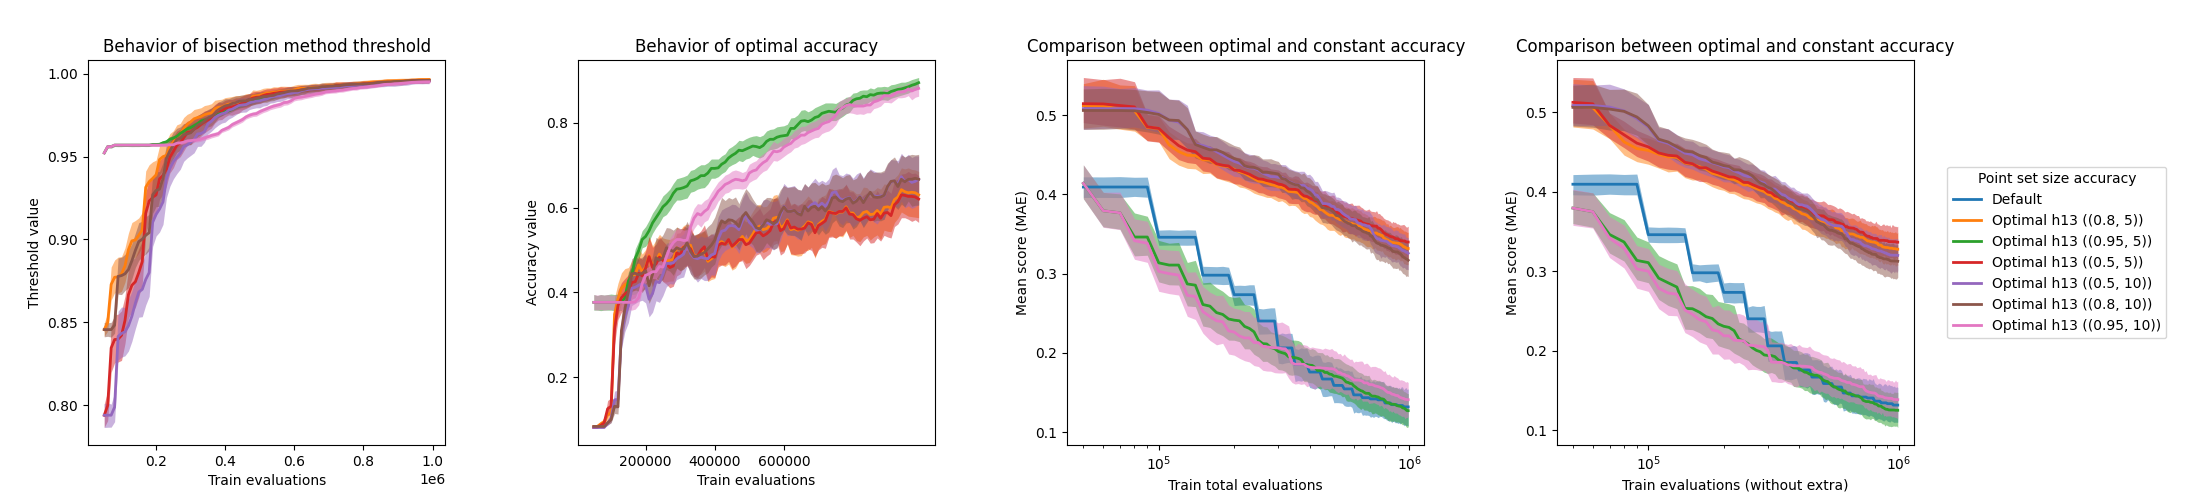 Behavior of bisection method threshold
1.00
0.95
0.90
0.85
0.80
Threshold value
0.2
0.4
0.6
0.8
1.0
1e6
Train evaluations
Behavior of optimal accuracy
0.8
0.6
0.4
0.2
Accuracy value
200000
400000
600000
Train evaluations
Comparison between optimal and constant accuracy
0.5
0.4
0.3
0.2
0.1
Mean score (MAE)
10^5
10^6
Train total evaluations
Comparison between optimal and constant accuracy
0.5
0.4
0.3
0.2
0.1
Mean score (MAE)
10^5
10^6
Train evaluations (without extra)
Point set size accuracy
Default
Optimal h13 ((0.8, 5))
Optimal h13 ((0.95, 5))
Optimal h13 ((0.5, 5))
Optimal h13 ((0.5, 10))
Optimal h13 ((0.8, 10))
Optimal h13 ((0.95, 10))